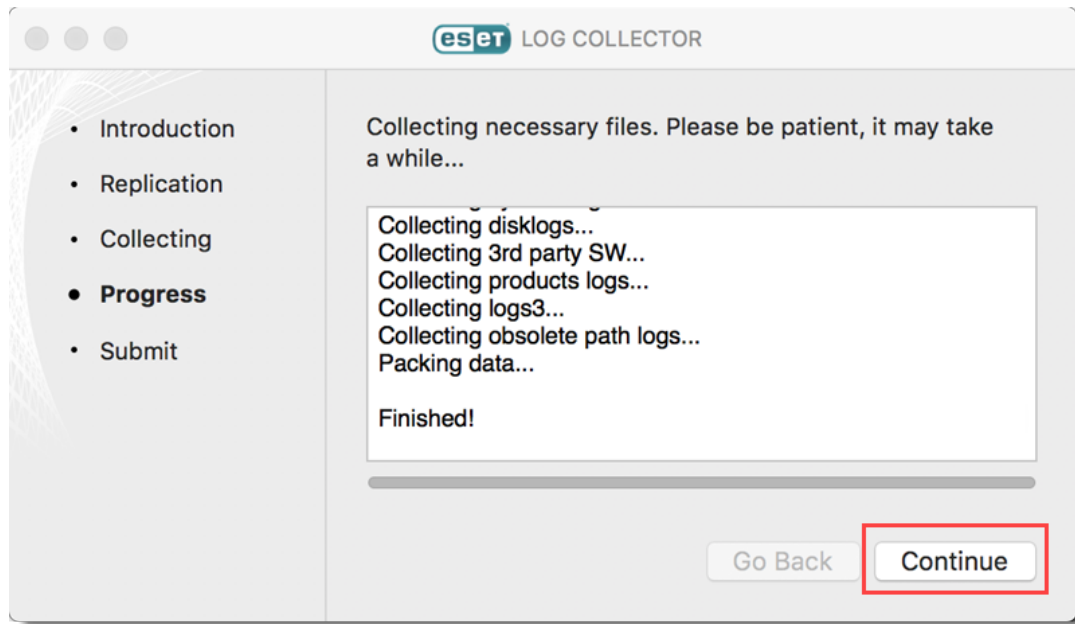 eset LOG COLLECTOR
• Introduction
• Replication
• Collecting
• Progress
• Submit
Collecting necessary files. Please be patient, it may take
a while...
Collecting disklogs...
Collecting 3rd party SW...
Collecting products logs...
Collecting logs3...
Collecting obsolete path logs...
Packing data...
Finished!
Go Back
Continue